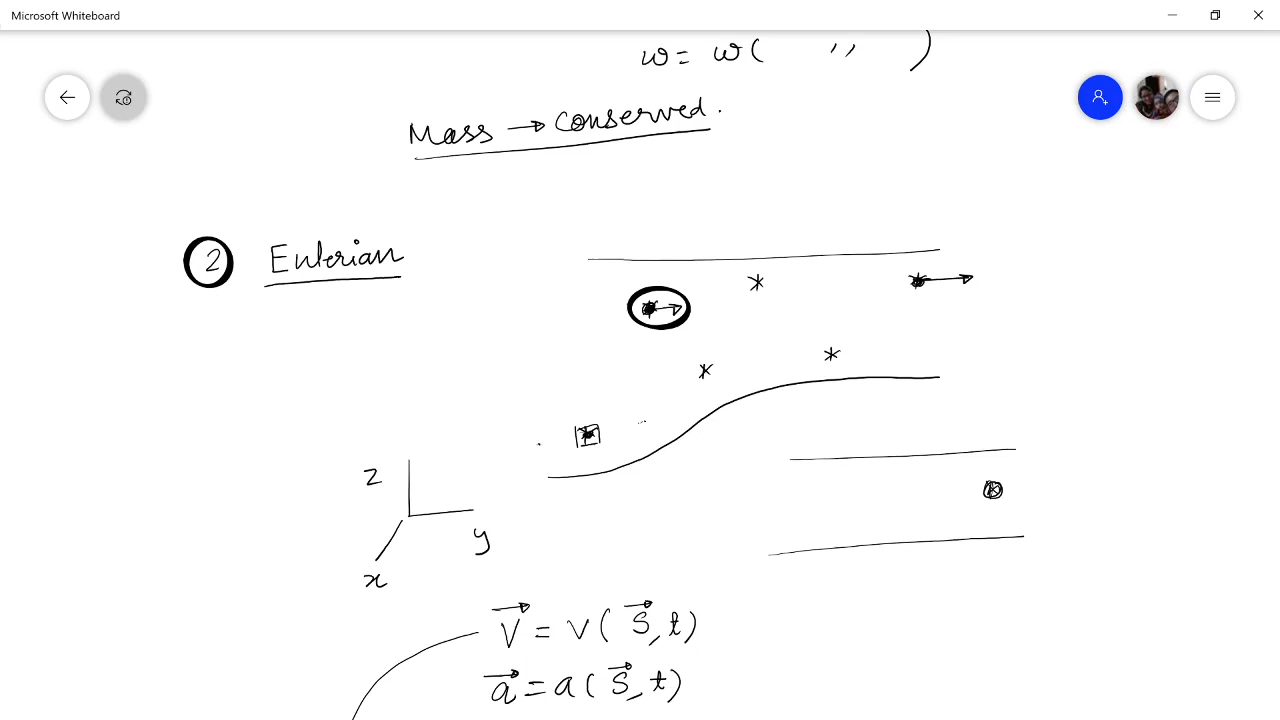 Microsoft Whiteboard
w = w( ,, )
Mass → conserved.
2 Eulerian
z
y
x
V = v( S, t)
a = a( S, t)